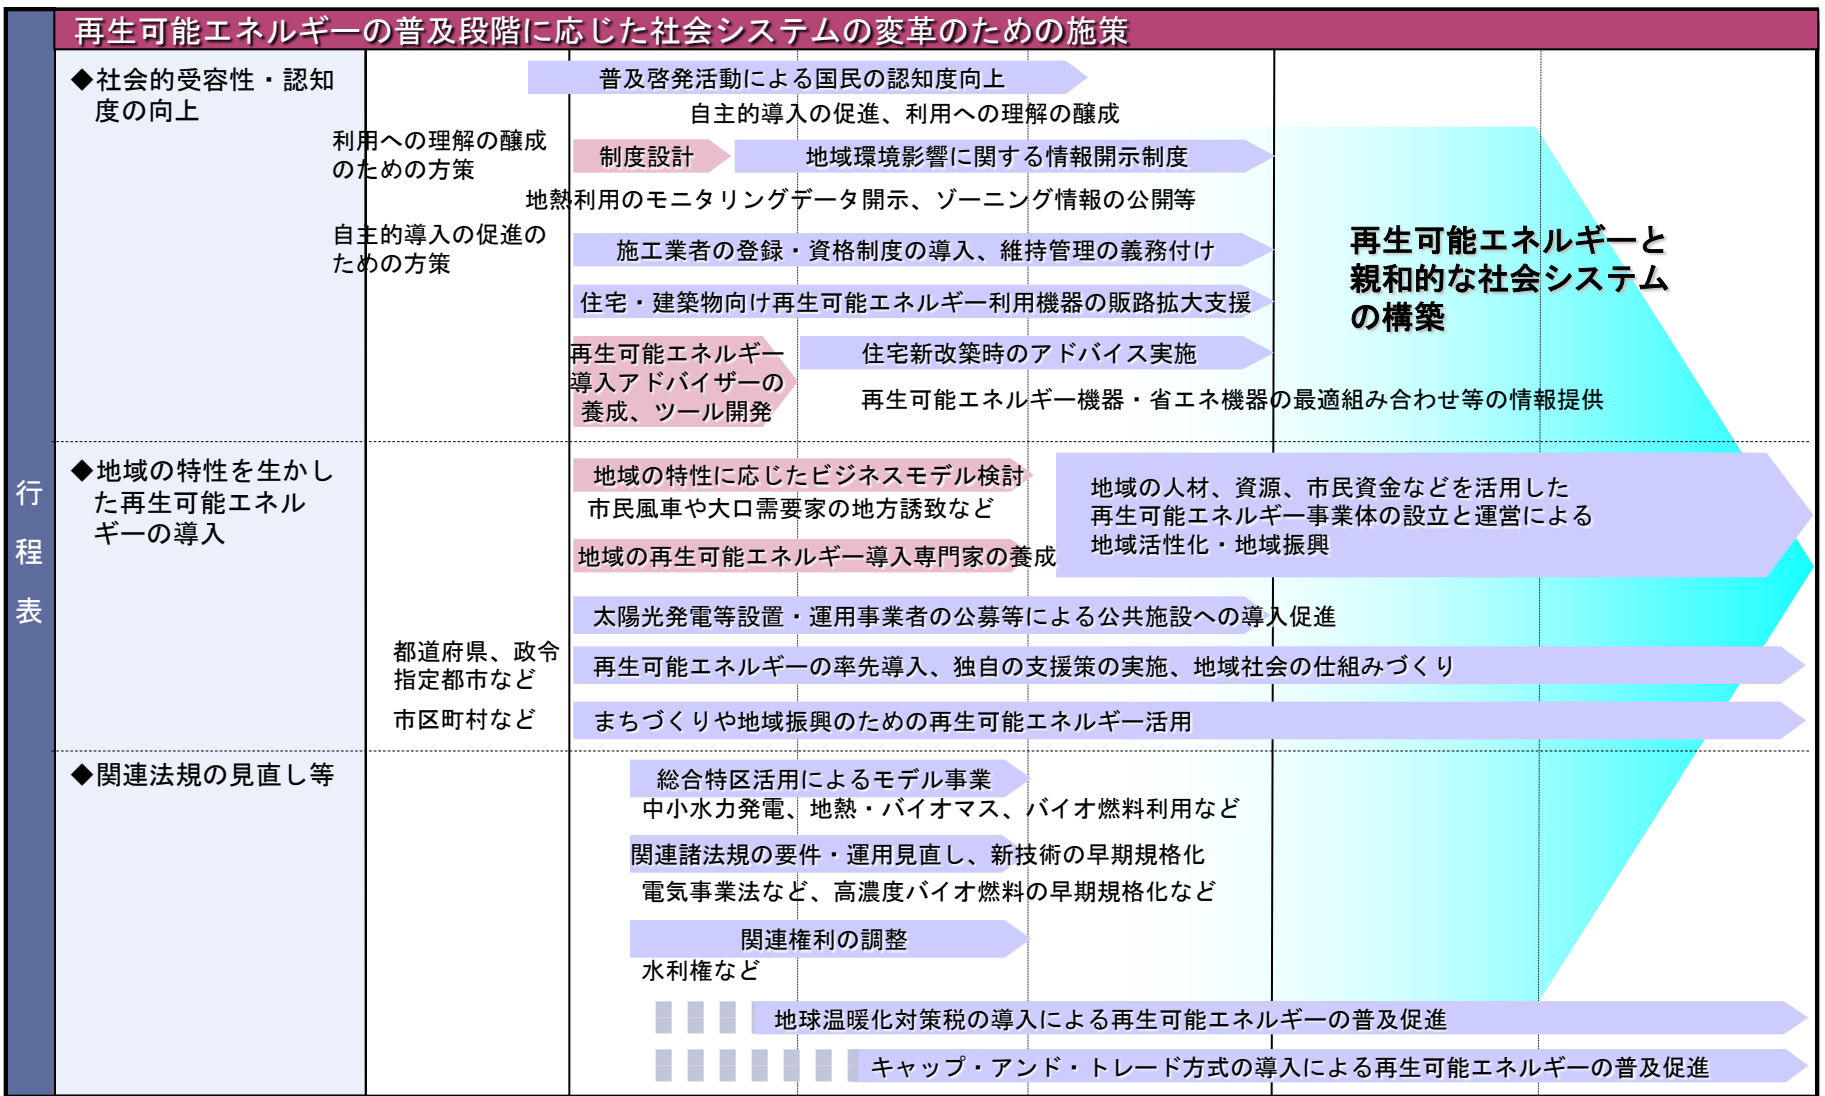 再生可能エネルギーの普及段階に応じた社会システムの変革のための施策
行
程
表
◆社会的受容性・認知
度の向上
普及啓発活動による国民の認知度向上
自主的導入の促進、利用への理解の醸成
利用への理解の醸成
のための方策
制度設計
地域環境影響に関する情報開示制度
地熱利用のモニタリングデータ開示、ゾーニング情報の公開等
自主的導入の促進の
ための方策
施工業者の登録・資格制度の導入、維持管理の義務付け
住宅・建築物向け再生可能エネルギー利用機器の販路拡大支援
再生可能エネルギー
導入アドバイザーの
養成、ツール開発
住宅新改築時のアドバイス実施
再生可能エネルギー機器・省エネ機器の最適組み合わせ等の情報提供
再生可能エネルギーと
親和的な社会システム
の構築
◆地域の特性を生かし
た再生可能エネル
ギーの導入
地域の特性に応じたビジネスモデル検討
市民風車や大口需要家の地方誘致など
地域の再生可能エネルギー導入専門家の養成
地域の人材、資源、市民資金などを活用した
再生可能エネルギー事業体の設立と運営による
地域活性化・地域振興
太陽光発電等設置・運用事業者の公募等による公共施設への導入促進
都道府県、政令
指定都市など
再生可能エネルギーの率先導入、独自の支援策の実施、地域社会の仕組みづくり
市区町村など
まちづくりや地域振興のための再生可能エネルギー活用
◆関連法規の見直し等
総合特区活用によるモデル事業
中小水力発電、地熱・バイオマス、バイオ燃料利用など
関連諸法規の要件・運用見直し、新技術の早期規格化
電気事業法など、高濃度バイオ燃料の早期規格化など
関連権利の調整
水利権など
地球温暖化対策税の導入による再生可能エネルギーの普及促進
キャップ・アンド・トレード方式の導入による再生可能エネルギーの普及促進